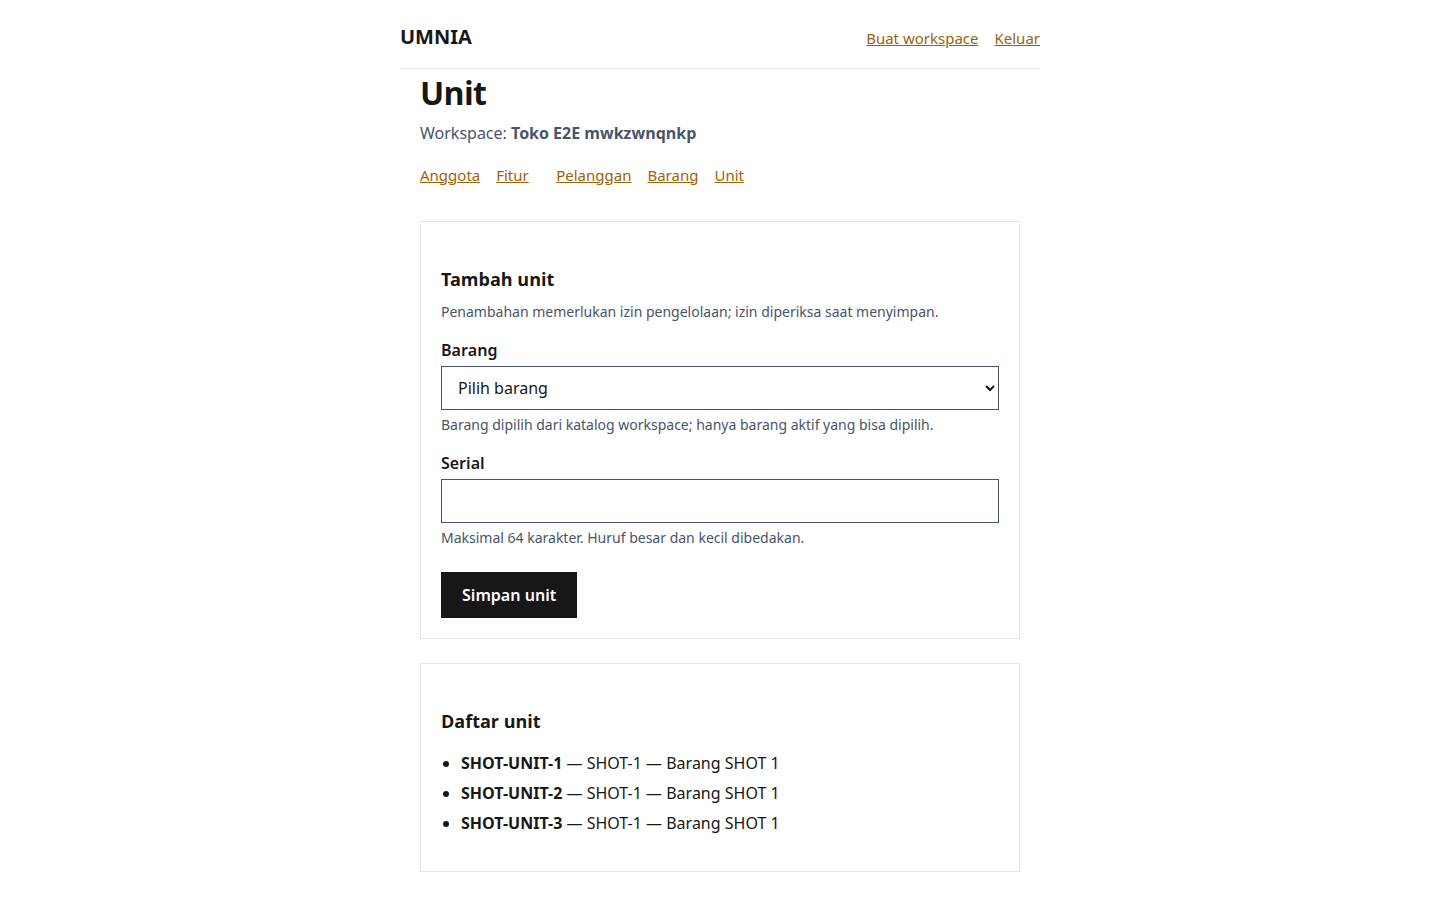 UMNIA
Buat workspace Keluar
Unit
Workspace: Toko E2E mwkzwnqnkp
Anggota Fitur Pelanggan Barang Unit
Tambah unit
Penambahan memerlukan izin pengelolaan; izin diperiksa saat menyimpan.
Barang
Pilih barang
Barang dipilih dari katalog workspace; hanya barang aktif yang bisa dipilih.
Serial
Maksimal 64 karakter. Huruf besar dan kecil dibedakan.
Simpan unit
Daftar unit
SHOT-UNIT-1 — SHOT-1 — Barang SHOT 1
SHOT-UNIT-2 — SHOT-1 — Barang SHOT 1
SHOT-UNIT-3 — SHOT-1 — Barang SHOT 1